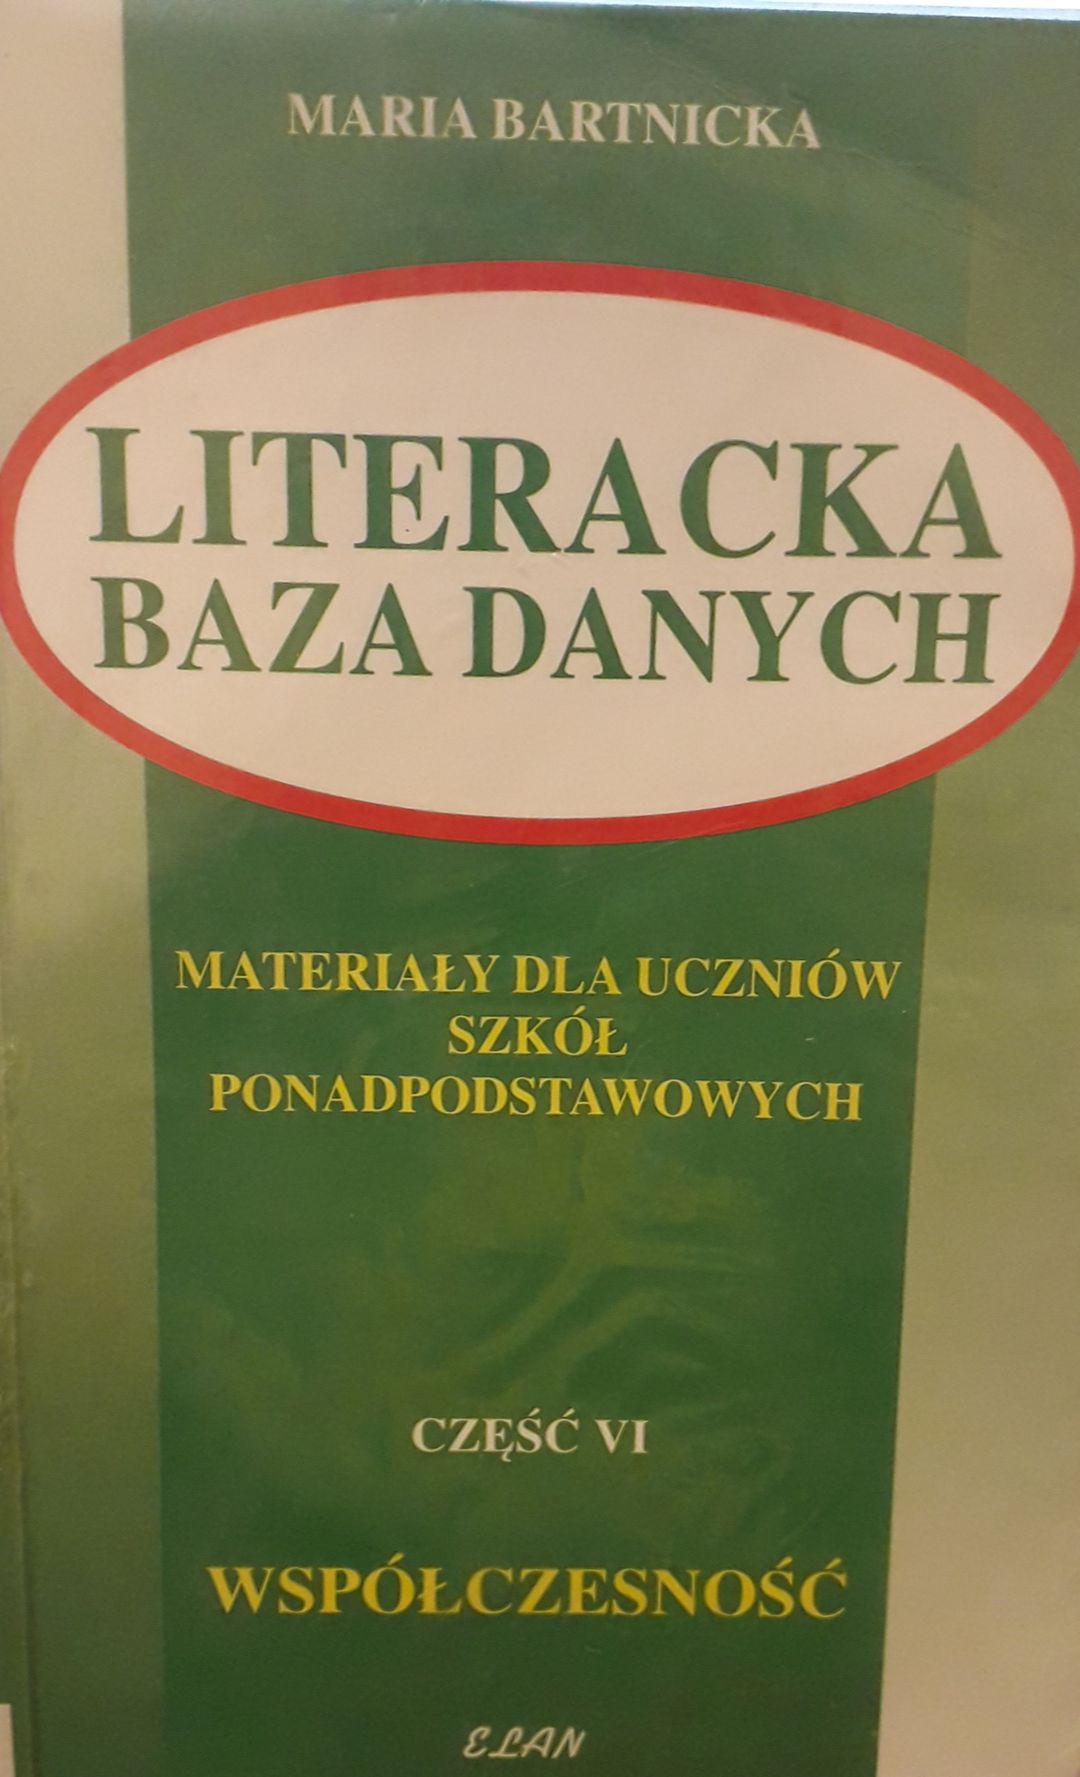 MARIA BARTNICKA
LITERACKA
BAZA DANYCH
MATERIAŁY DLA UCZNIÓW
SZKÓŁ
PONADPODSTAWOWYCH
CZĘŚĆ VI
WSPÓŁCZESNOŚĆ
ELAN